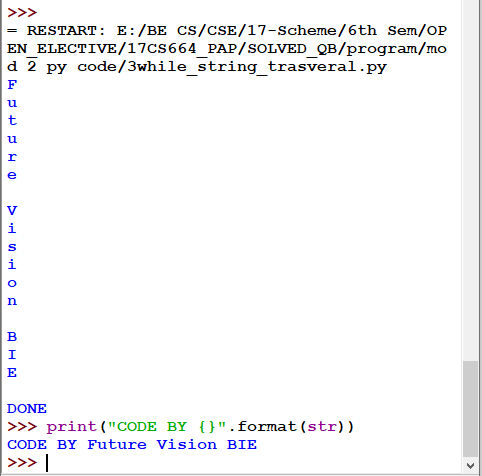 >>>
= RESTART: E:/BE CS/CSE/17-Scheme/6th Sem/OP
EN_ELECTIVE/17CS664_PAP/SOLVED_QB/program/mo
d 2 py code/3while_string_trasveral.py
F
u
t
u
r
e
V
i
s
i
o
n
B
I
E
DONE
>>> print("CODE BY {}".format(str))
CODE BY Future Vision BIE
>>>